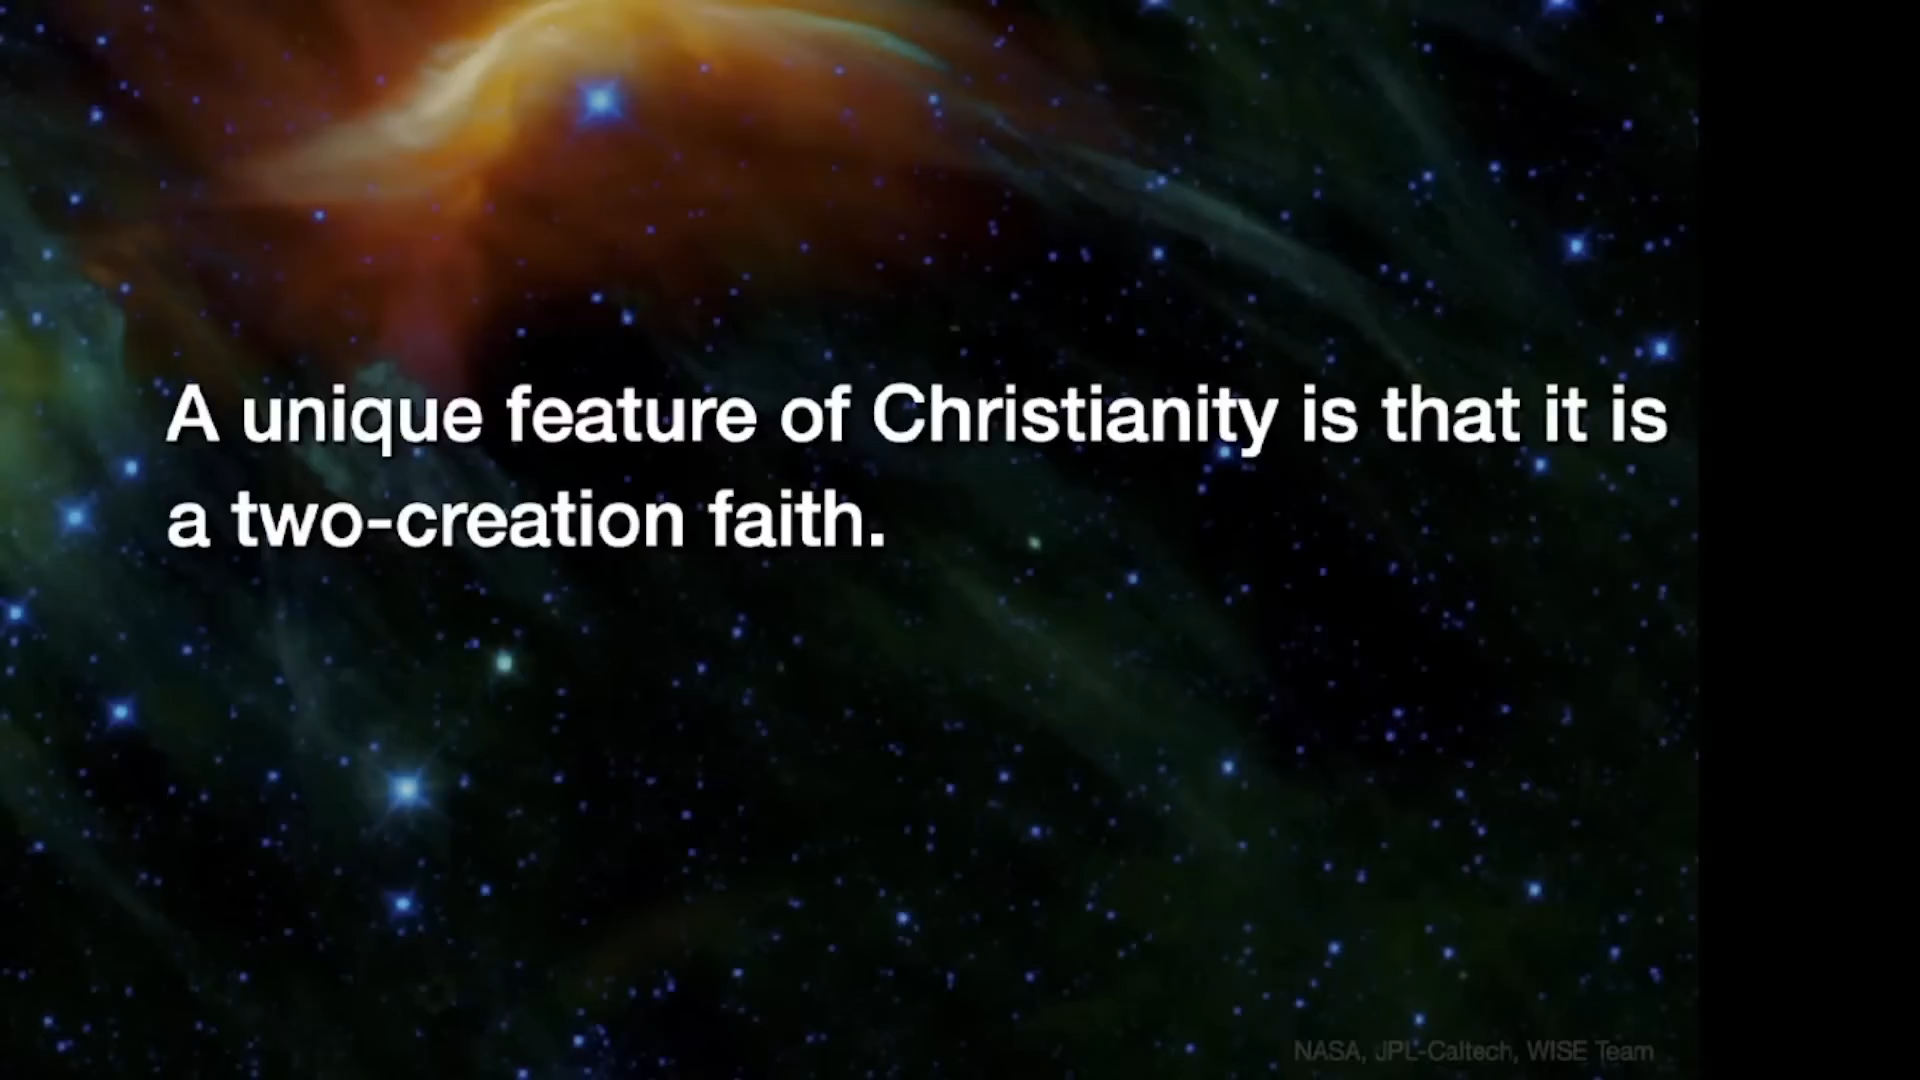 A unique feature of Christianity is that it is
a two-creation faith.
NASA, JPL-Caltech, WISE Team